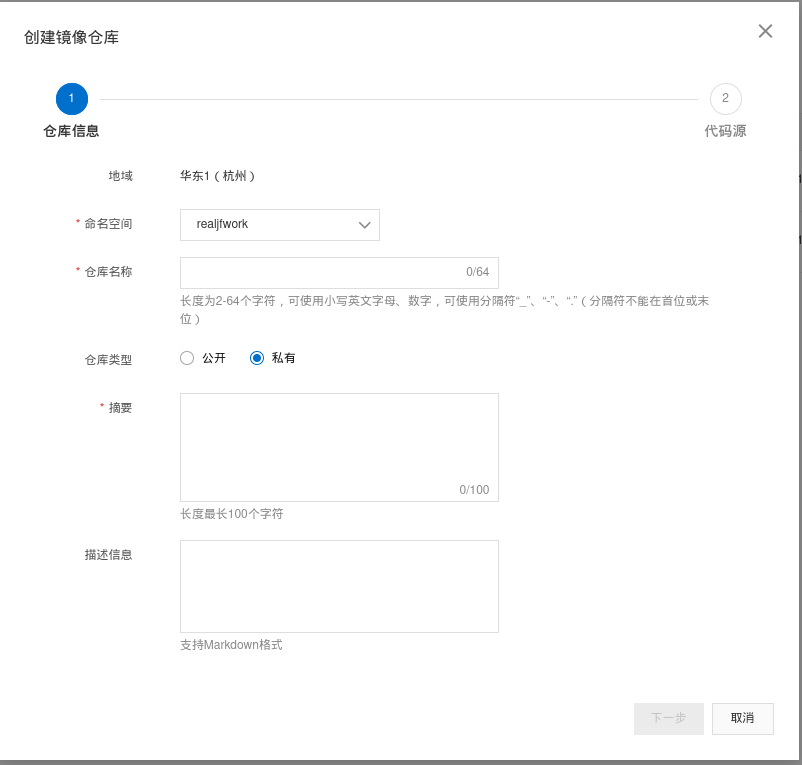 创建镜像仓库
1
2
仓库信息
代码源
地域
华东1（杭州）
* 命名空间
realjfwork
* 仓库名称
0/64
长度为2-64个字符，可使用小写英文字母、数字，可使用分隔符“_”、“-”、“.”（分隔符不能在首位或末
位）
仓库类型
公开
私有
* 摘要
0/100
长度最长100个字符
描述信息
支持Markdown格式
下一步
取消